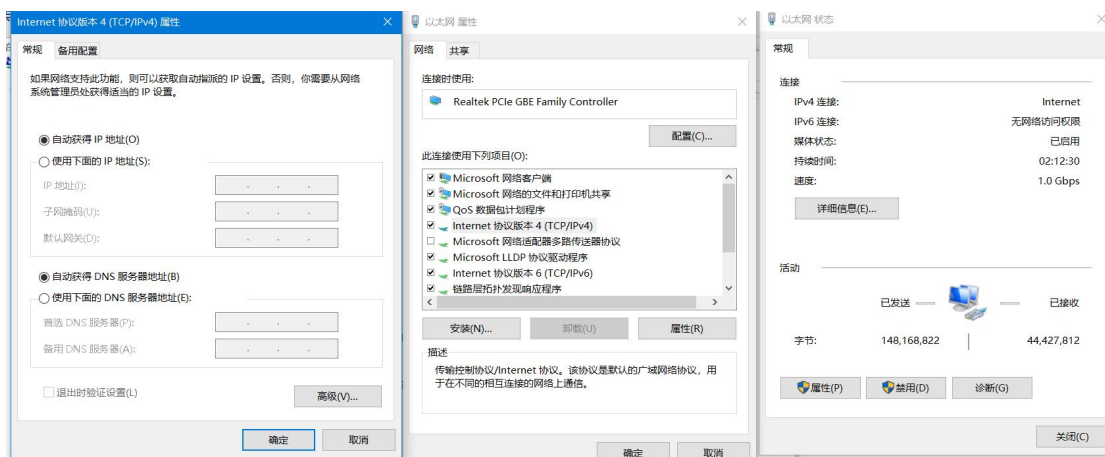 Internet 协议版本 4 (TCP/IPv4) 属性
常规 备用配置
如果网络支持此功能，则可以获取自动指派的 IP 设置。否则，你需要从网络
系统管理员处获得适当的 IP 设置。
自动获得 IP 地址(O)
使用下面的 IP 地址(S):
IP 地址(I):
子网掩码(U):
默认网关(D):
自动获得 DNS 服务器地址(B)
使用下面的 DNS 服务器地址(E):
首选 DNS 服务器(P):
备用 DNS 服务器(A):
退出时验证设置(L)
高级(V)...
确定 取消
以太网 属性
网络 共享
连接时使用:
Realtek PCIe GBE Family Controller
配置(C)...
此连接使用下列项目(O):
Microsoft 网络客户端
Microsoft 网络的文件和打印机共享
QoS 数据包计划程序
Internet 协议版本 4 (TCP/IPv4)
Microsoft 网络适配器多路传送器协议
Microsoft LLDP 协议驱动程序
Internet 协议版本 6 (TCP/IPv6)
链路层拓扑发现响应程序
安装(N)... 卸载(U) 属性(R)
描述
传输控制协议/Internet 协议。该协议是默认的广域网络协议，用
于在不同的相互连接的网络上通信。
确定 取消
以太网 状态
常规
连接
IPv4 连接: Internet
IPv6 连接: 无网络访问权限
媒体状态: 已启用
持续时间: 02:12:30
速度: 1.0 Gbps
详细信息(E)...
活动
已发送 已接收
字节: 148,168,822 44,427,812
属性(P) 禁用(D) 诊断(G)
关闭(C)